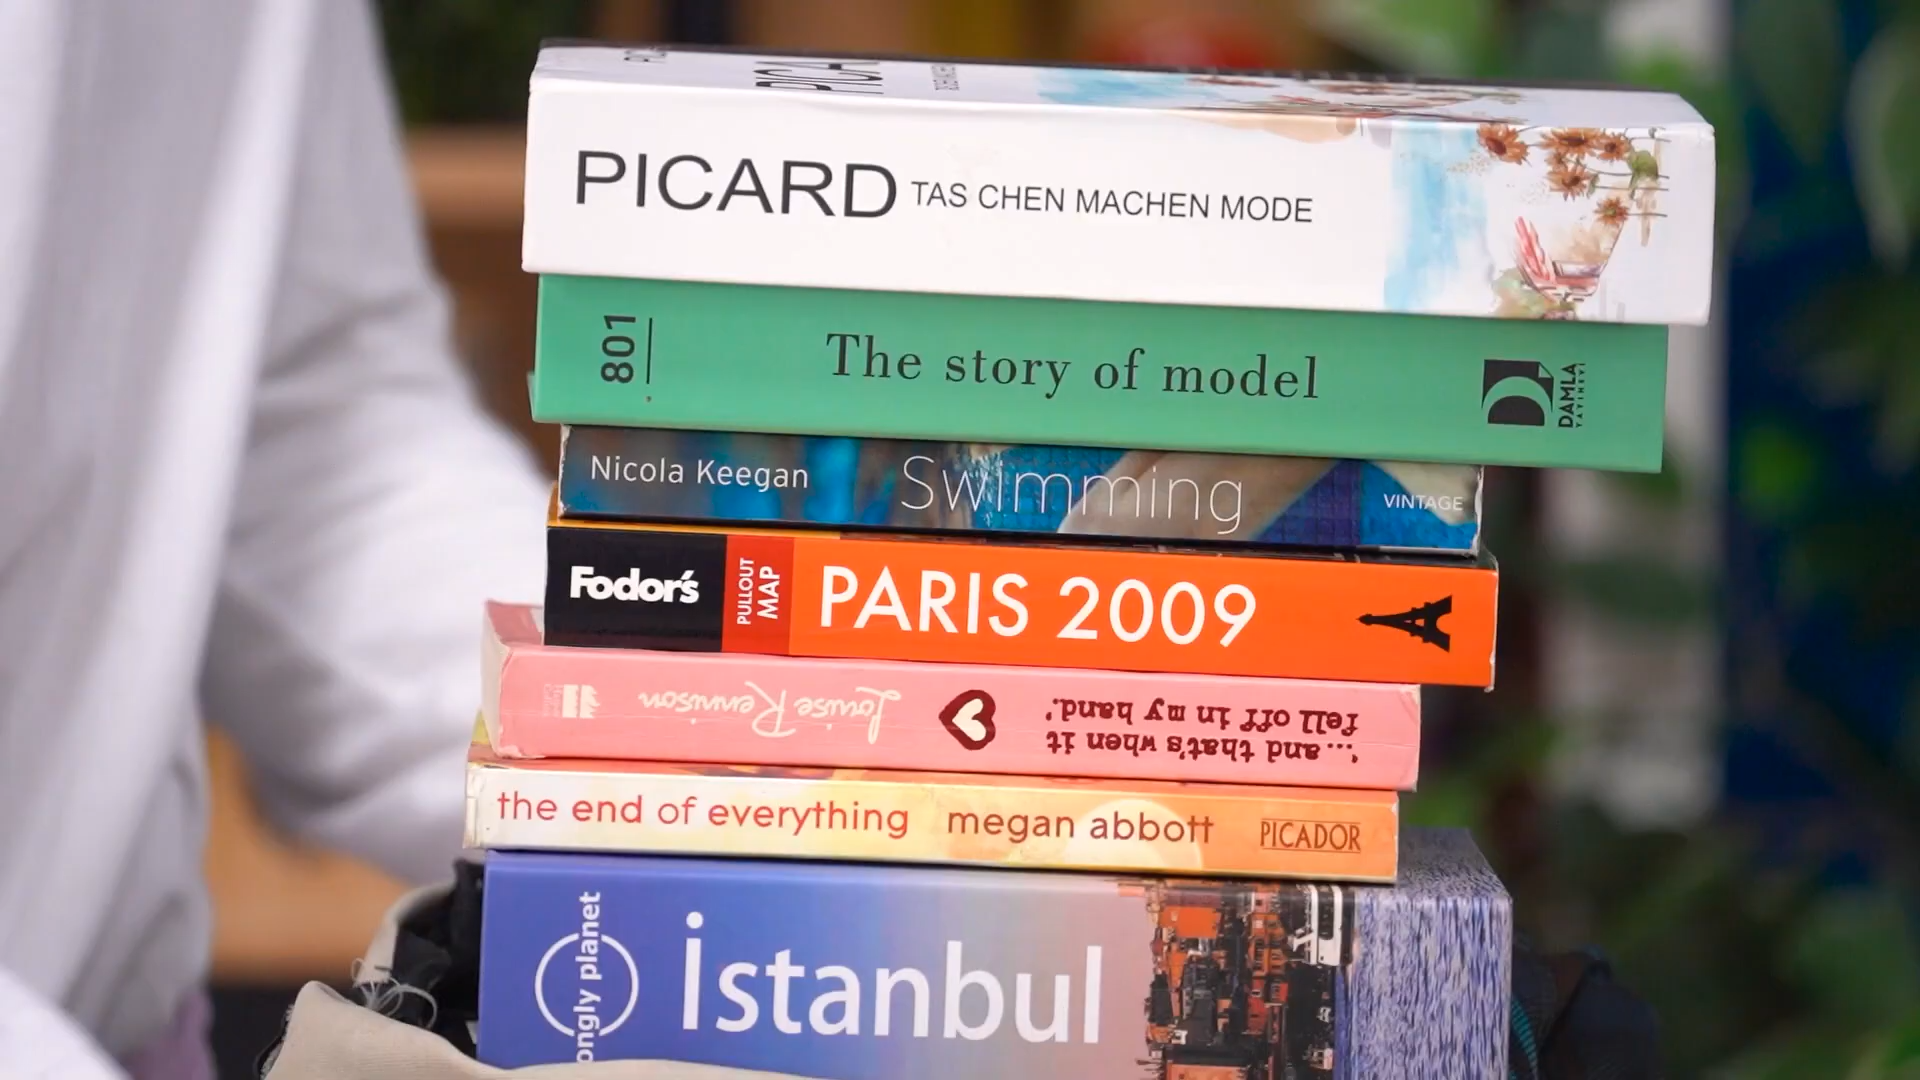 PICARD TAS CHEN MACHEN MODE
801
The story of model
DAMLA
YAYINEVİ
Nicola Keegan
Swimming
VINTAGE
Fodor's
PULLOUT
MAP
PARIS 2009
'...and that's when it
fell off in my hand.'
Louise Rennison
the end of everything
megan abbott
PICADOR
ongly planet
İstanbul